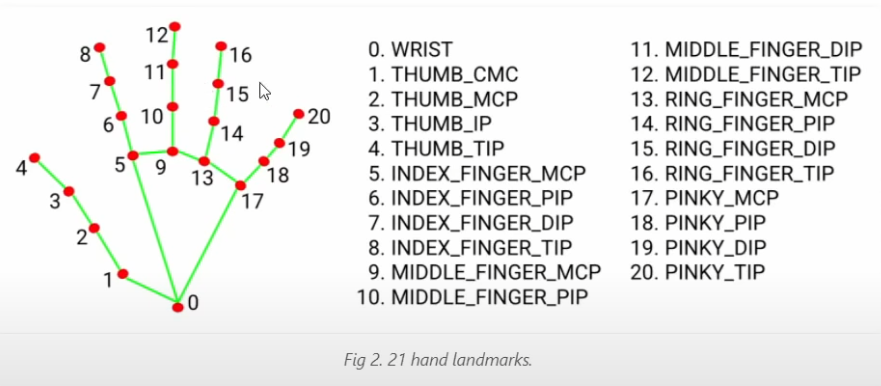 12
8
16
11
7
15
10
20
6
14
19
5
9
4
13
18
3
17
2
1
0
0. WRIST
1. THUMB_CMC
2. THUMB_MCP
3. THUMB_IP
4. THUMB_TIP
5. INDEX_FINGER_MCP
6. INDEX_FINGER_PIP
7. INDEX_FINGER_DIP
8. INDEX_FINGER_TIP
9. MIDDLE_FINGER_MCP
10. MIDDLE_FINGER_PIP
11. MIDDLE_FINGER_DIP
12. MIDDLE_FINGER_TIP
13. RING_FINGER_MCP
14. RING_FINGER_PIP
15. RING_FINGER_DIP
16. RING_FINGER_TIP
17. PINKY_MCP
18. PINKY_PIP
19. PINKY_DIP
20. PINKY_TIP
Fig 2. 21 hand landmarks.